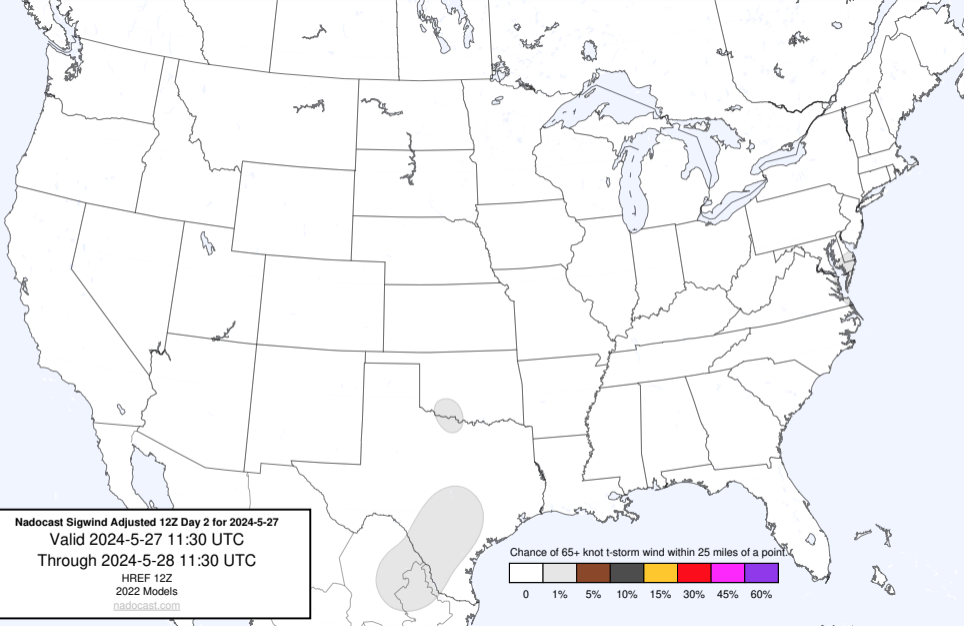 Nadocast Sigwind Adjusted 12Z Day 2 for 2024-5-27
Valid 2024-5-27 11:30 UTC
Through 2024-5-28 11:30 UTC
HREF 12Z
2022 Models
nadocast.com
Chance of 65+ knot t-storm wind within 25 miles of a point.
0 1% 5% 10% 15% 30% 45% 60%